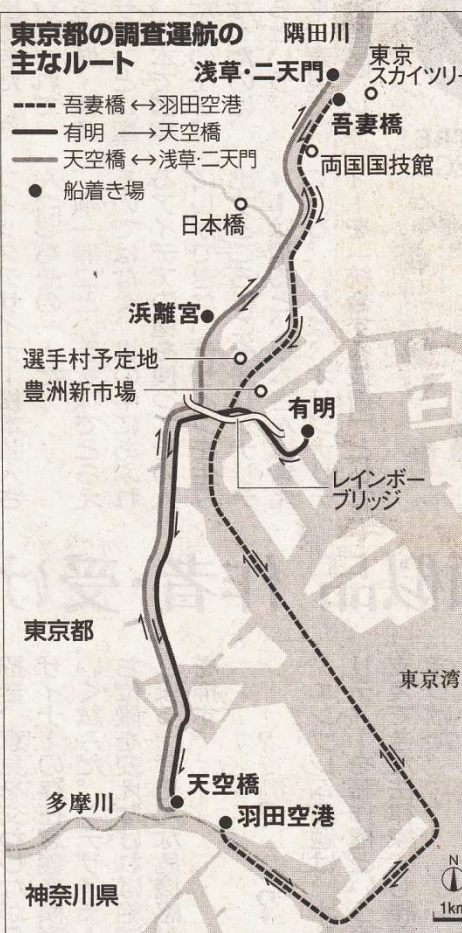 東京都の調査運航の
主なルート
吾妻橋 ↔羽田空港
有明 →天空橋
天空橋↔浅草・二天門
船着き場
隅田川
浅草・二天門
東京
スカイツリー
吾妻橋
両国国技館
日本橋
浜離宮
選手村予定地
豊洲新市場
有明
レインボー
ブリッジ
東京都
東京湾
天空橋
多摩川
羽田空港
神奈川県
N
1km